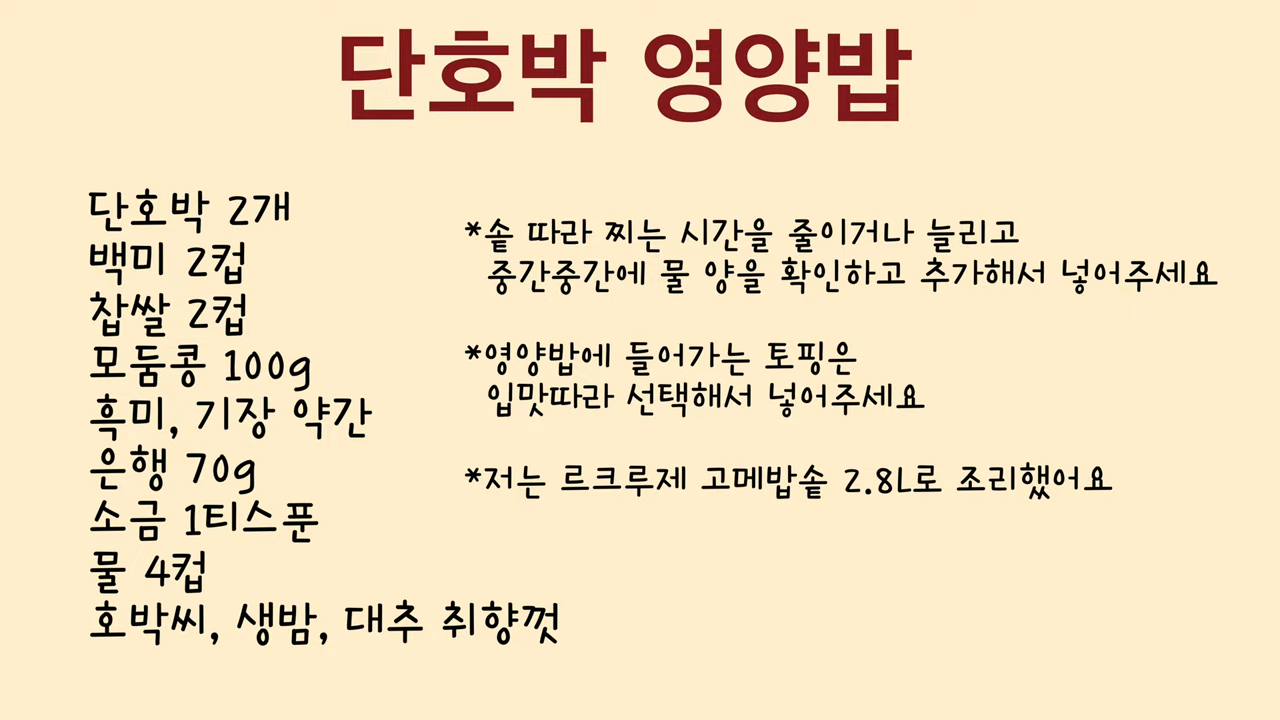 단호박 영양밥
단호박 2개
백미 2컵
찹쌀 2컵
모둠콩 100g
흑미, 기장 약간
은행 70g
소금 1티스푼
물 4컵
호박씨, 생밤, 대추 취향껏
*솥 따라 찌는 시간을 줄이거나 늘리고
중간중간에 물 양을 확인하고 추가해서 넣어주세요
*영양밥에 들어가는 토핑은
입맛따라 선택해서 넣어주세요
*저는 르크루제 고메밥솥 2.8L로 조리했어요